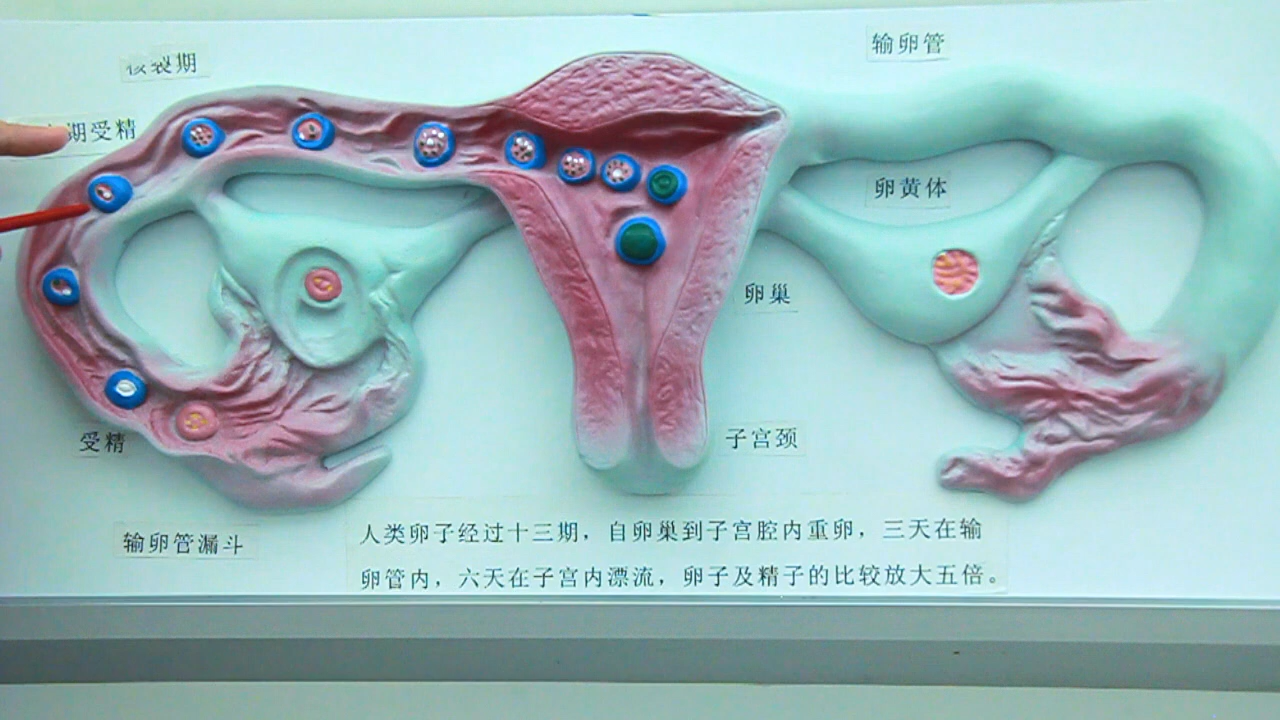 裂期
输卵管
期受精
卵黄体
卵巢
受精
子宫颈
输卵管漏斗
人类卵子经过十三期，自卵巢到子宫腔内重卵，三天在输
卵管内，六天在子宫内漂流，卵子及精子的比较放大五倍。